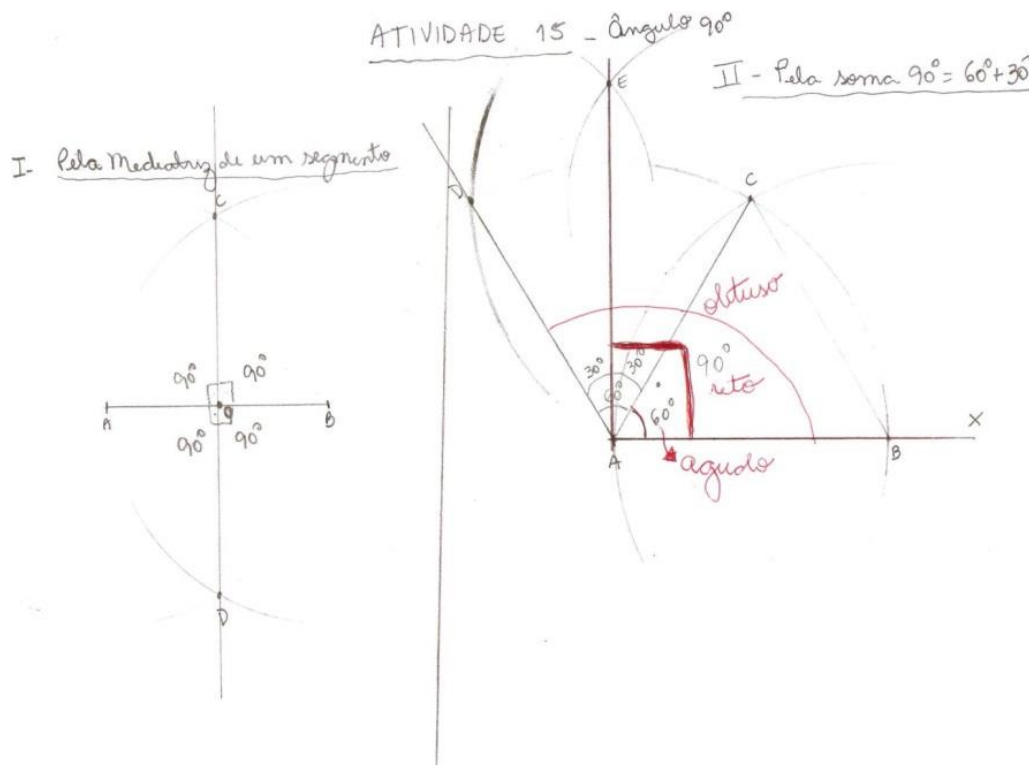 ATIVIDADE 15 - Ângulo 90°
II - Pela soma 90° = 60° + 30°
I- Pela Mediatriz de um segmento
C
90° 90°
A O B
90° 90°
D
E
D
C
obtuso
30° 30° 90°
reto
60° 60°
X
A B
agudo